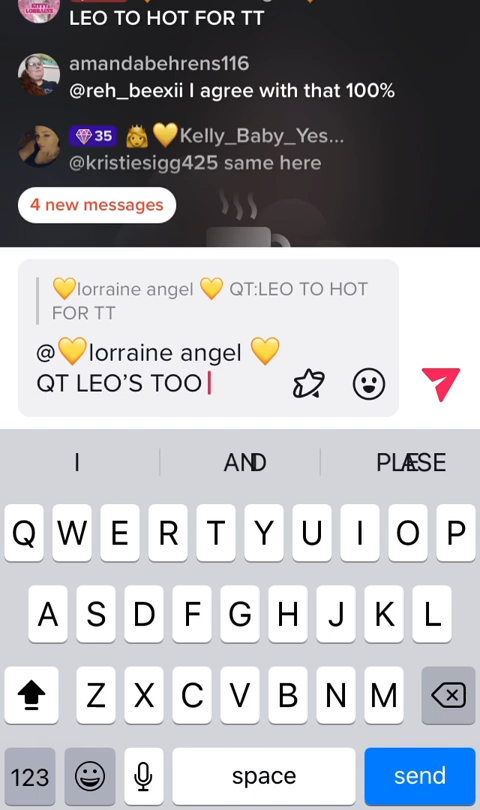 LEO TO HOT FOR TT
amandabehrens116
@reh_beexii I agree with that 100%
35 👸💛Kelly_Baby_Yes...
@kristiesigg425 same here
4 new messages
💛lorraine angel 💛 QT:LEO TO HOT
FOR TT
@💛lorraine angel 💛
QT LEO’S TOO
I AND PLEASE
Q W E R T Y U I O P
A S D F G H J K L
Z X C V B N M
123 space send